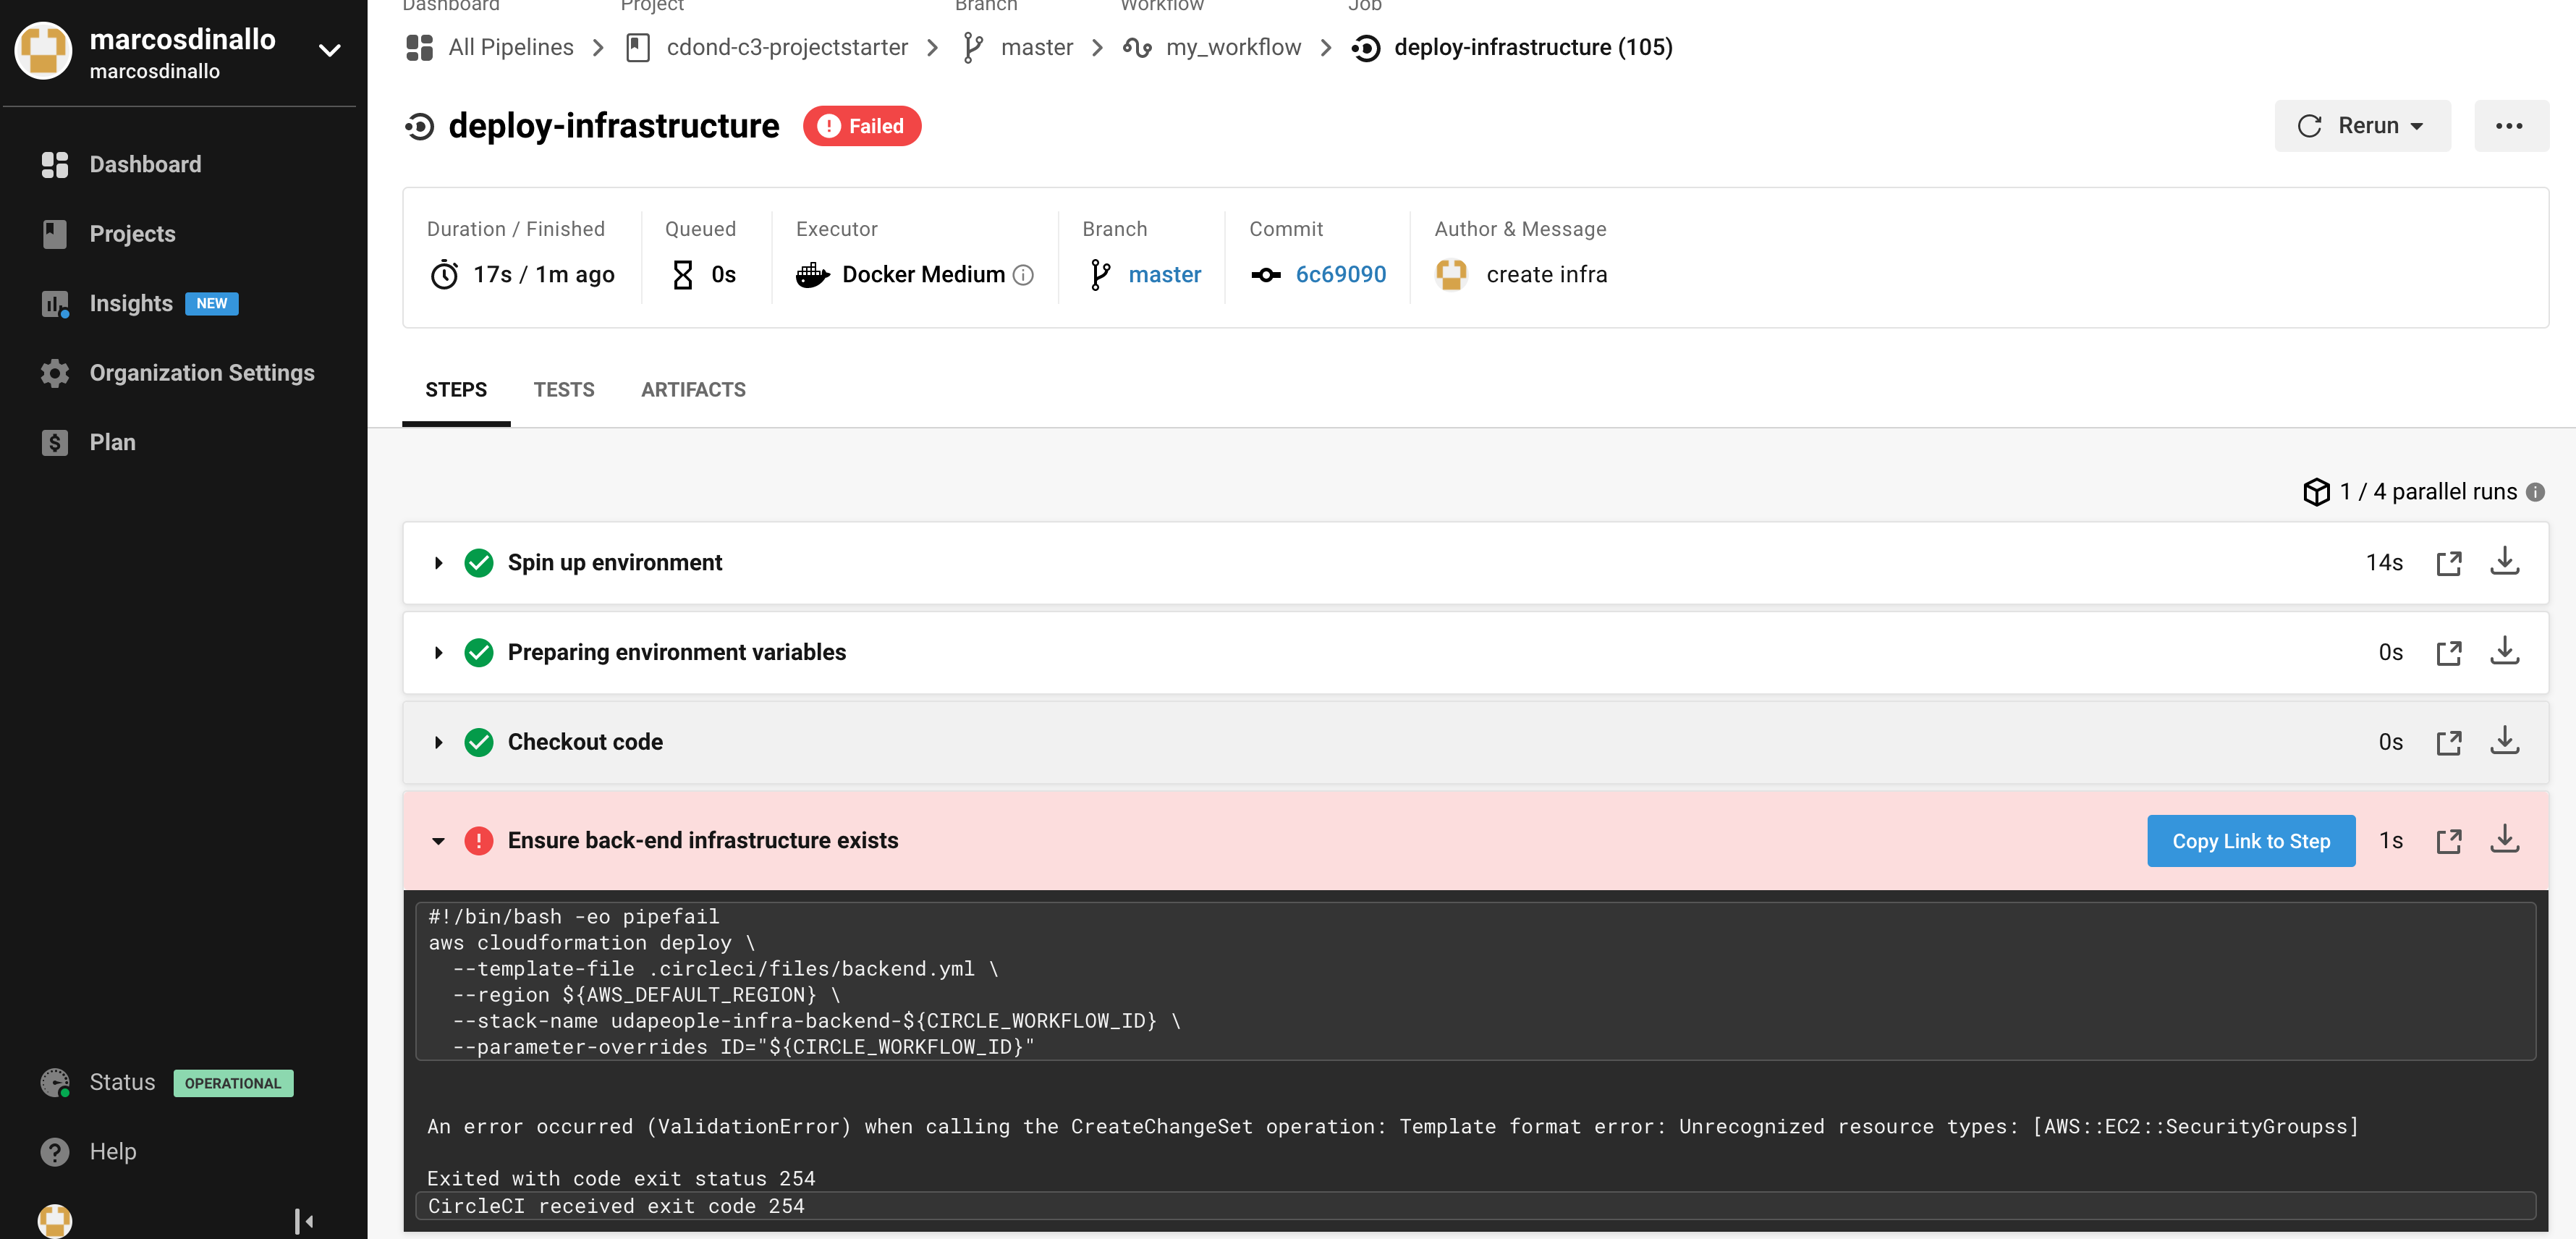 marcosdinallo
marcosdinallo
Dashboard
Projects
Insights NEW
Organization Settings
Plan
Status OPERATIONAL
Help
Dashboard Project Branch Workflow Job
All Pipelines cdond-c3-projectstarter master my_workflow deploy-infrastructure (105)
deploy-infrastructure Failed
Rerun
Duration / Finished Queued Executor Branch Commit Author & Message
17s / 1m ago 0s Docker Medium master 6c69090 create infra
STEPS TESTS ARTIFACTS
1 / 4 parallel runs
Spin up environment 14s
Preparing environment variables 0s
Checkout code 0s
Ensure back-end infrastructure exists Copy Link to Step 1s
#!/bin/bash -eo pipefail
aws cloudformation deploy \
  --template-file .circleci/files/backend.yml \
  --region ${AWS_DEFAULT_REGION} \
  --stack-name udapeople-infra-backend-${CIRCLE_WORKFLOW_ID} \
  --parameter-overrides ID="${CIRCLE_WORKFLOW_ID}"
An error occurred (ValidationError) when calling the CreateChangeSet operation: Template format error: Unrecognized resource types: [AWS::EC2::SecurityGroupss]
Exited with code exit status 254
CircleCI received exit code 254